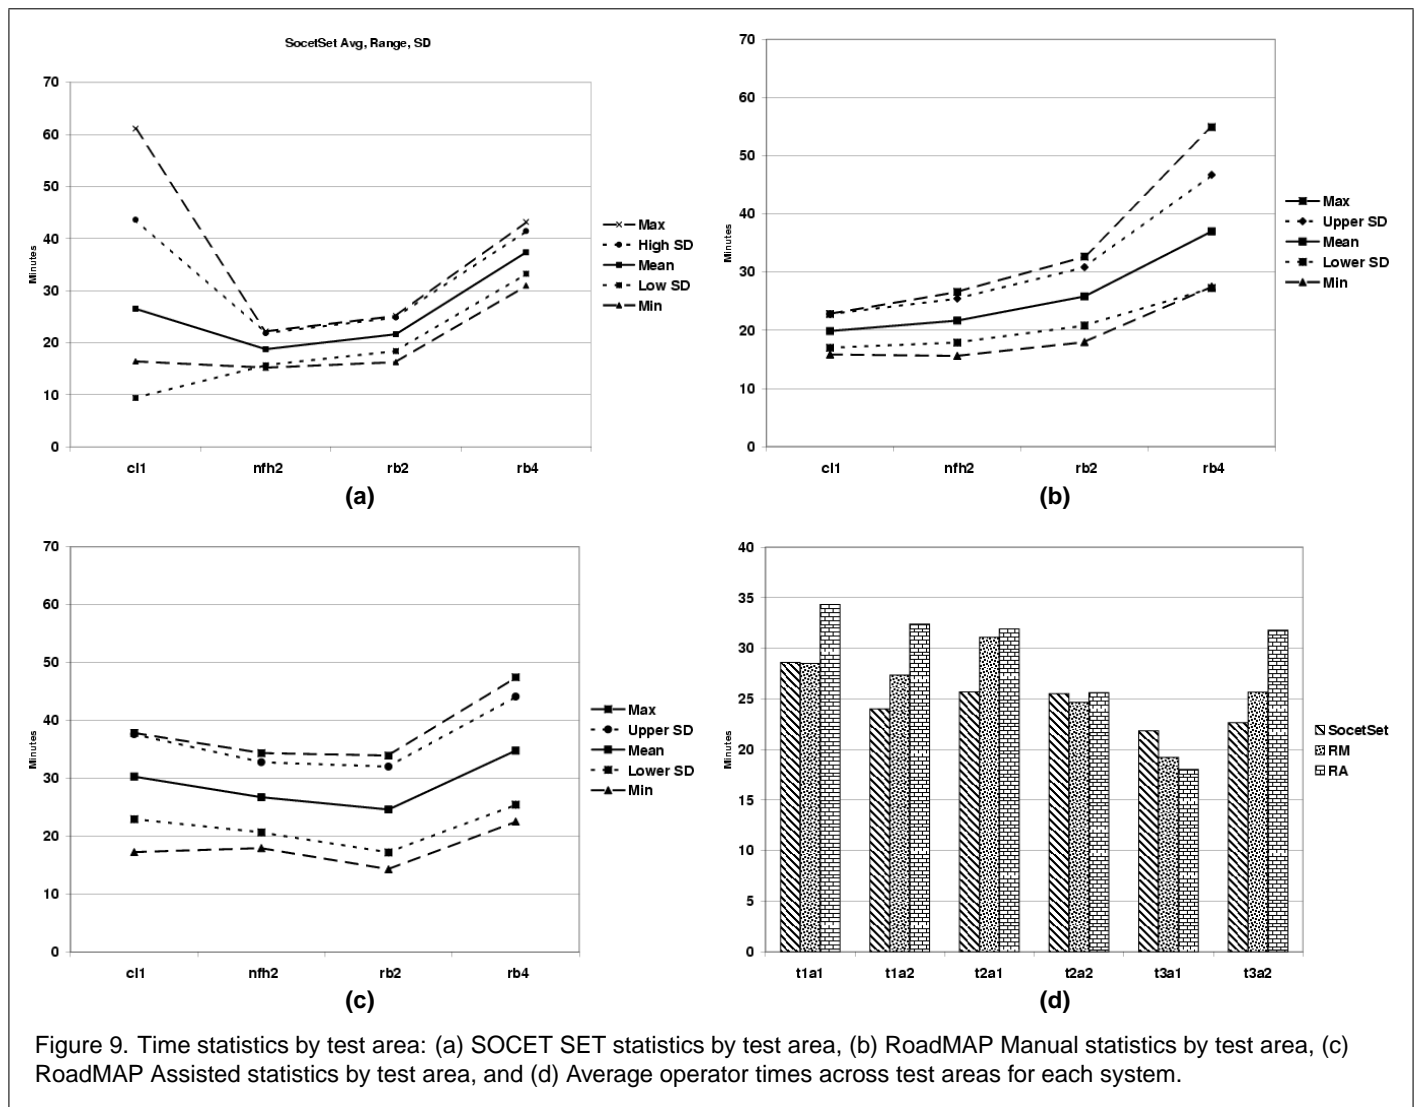 SocetSet Avg, Range, SD
70
60
50
40
30
20
10
0
Minutes
cl1 nfh2 rb2 rb4
Max
High SD
Mean
Low SD
Min
(a)
70
60
50
40
30
20
10
0
Minutes
cl1 nfh2 rb2 rb4
Max
Upper SD
Mean
Lower SD
Min
(b)
70
60
50
40
30
20
10
0
Minutes
cl1 nfh2 rb2 rb4
Max
Upper SD
Mean
Lower SD
Min
(c)
40
35
30
25
20
15
10
5
0
Minutes
t1a1 t1a2 t2a1 t2a2 t3a1 t3a2
SocetSet
RM
RA
(d)
Figure 9. Time statistics by test area: (a) SOCET SET statistics by test area, (b) RoadMAP Manual statistics by test area, (c)
RoadMAP Assisted statistics by test area, and (d) Average operator times across test areas for each system.